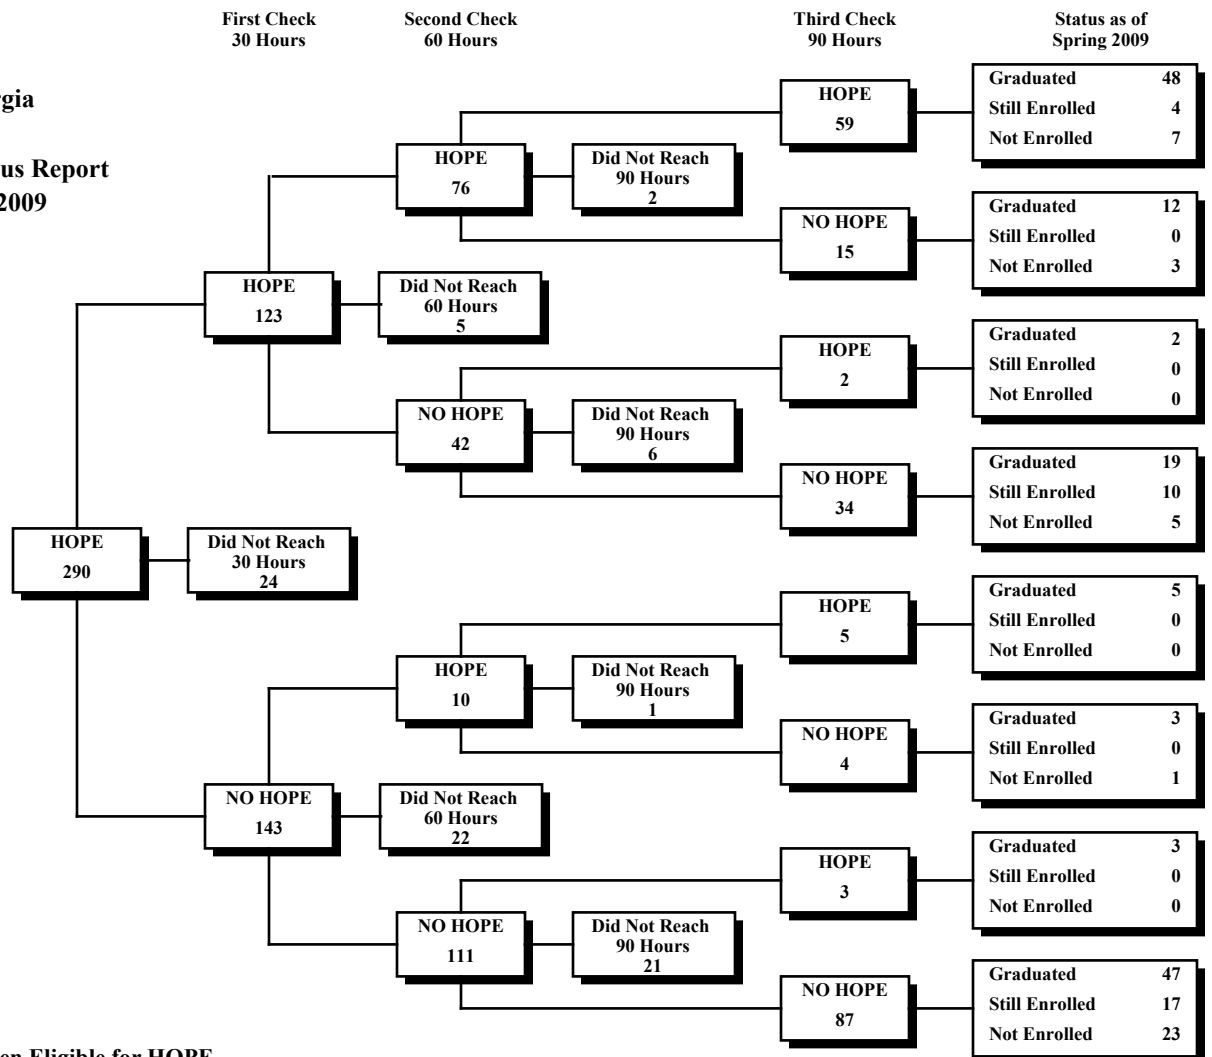 First Check
30 Hours
Second Check
60 Hours
Third Check
90 Hours
Status as of
Spring 2009
rgia
us Report
2009
HOPE
290
Did Not Reach
30 Hours
24
HOPE
123
Did Not Reach
60 Hours
5
NO HOPE
143
Did Not Reach
60 Hours
22
HOPE
76
Did Not Reach
90 Hours
2
NO HOPE
42
Did Not Reach
90 Hours
6
HOPE
10
Did Not Reach
90 Hours
1
NO HOPE
111
Did Not Reach
90 Hours
21
HOPE
59
Graduated 48
Still Enrolled 4
Not Enrolled 7
NO HOPE
15
Graduated 12
Still Enrolled 0
Not Enrolled 3
HOPE
2
Graduated 2
Still Enrolled 0
Not Enrolled 0
NO HOPE
34
Graduated 19
Still Enrolled 10
Not Enrolled 5
HOPE
5
Graduated 5
Still Enrolled 0
Not Enrolled 0
NO HOPE
4
Graduated 3
Still Enrolled 0
Not Enrolled 1
HOPE
3
Graduated 3
Still Enrolled 0
Not Enrolled 0
NO HOPE
87
Graduated 47
Still Enrolled 17
Not Enrolled 23
en Eligible for HOPE